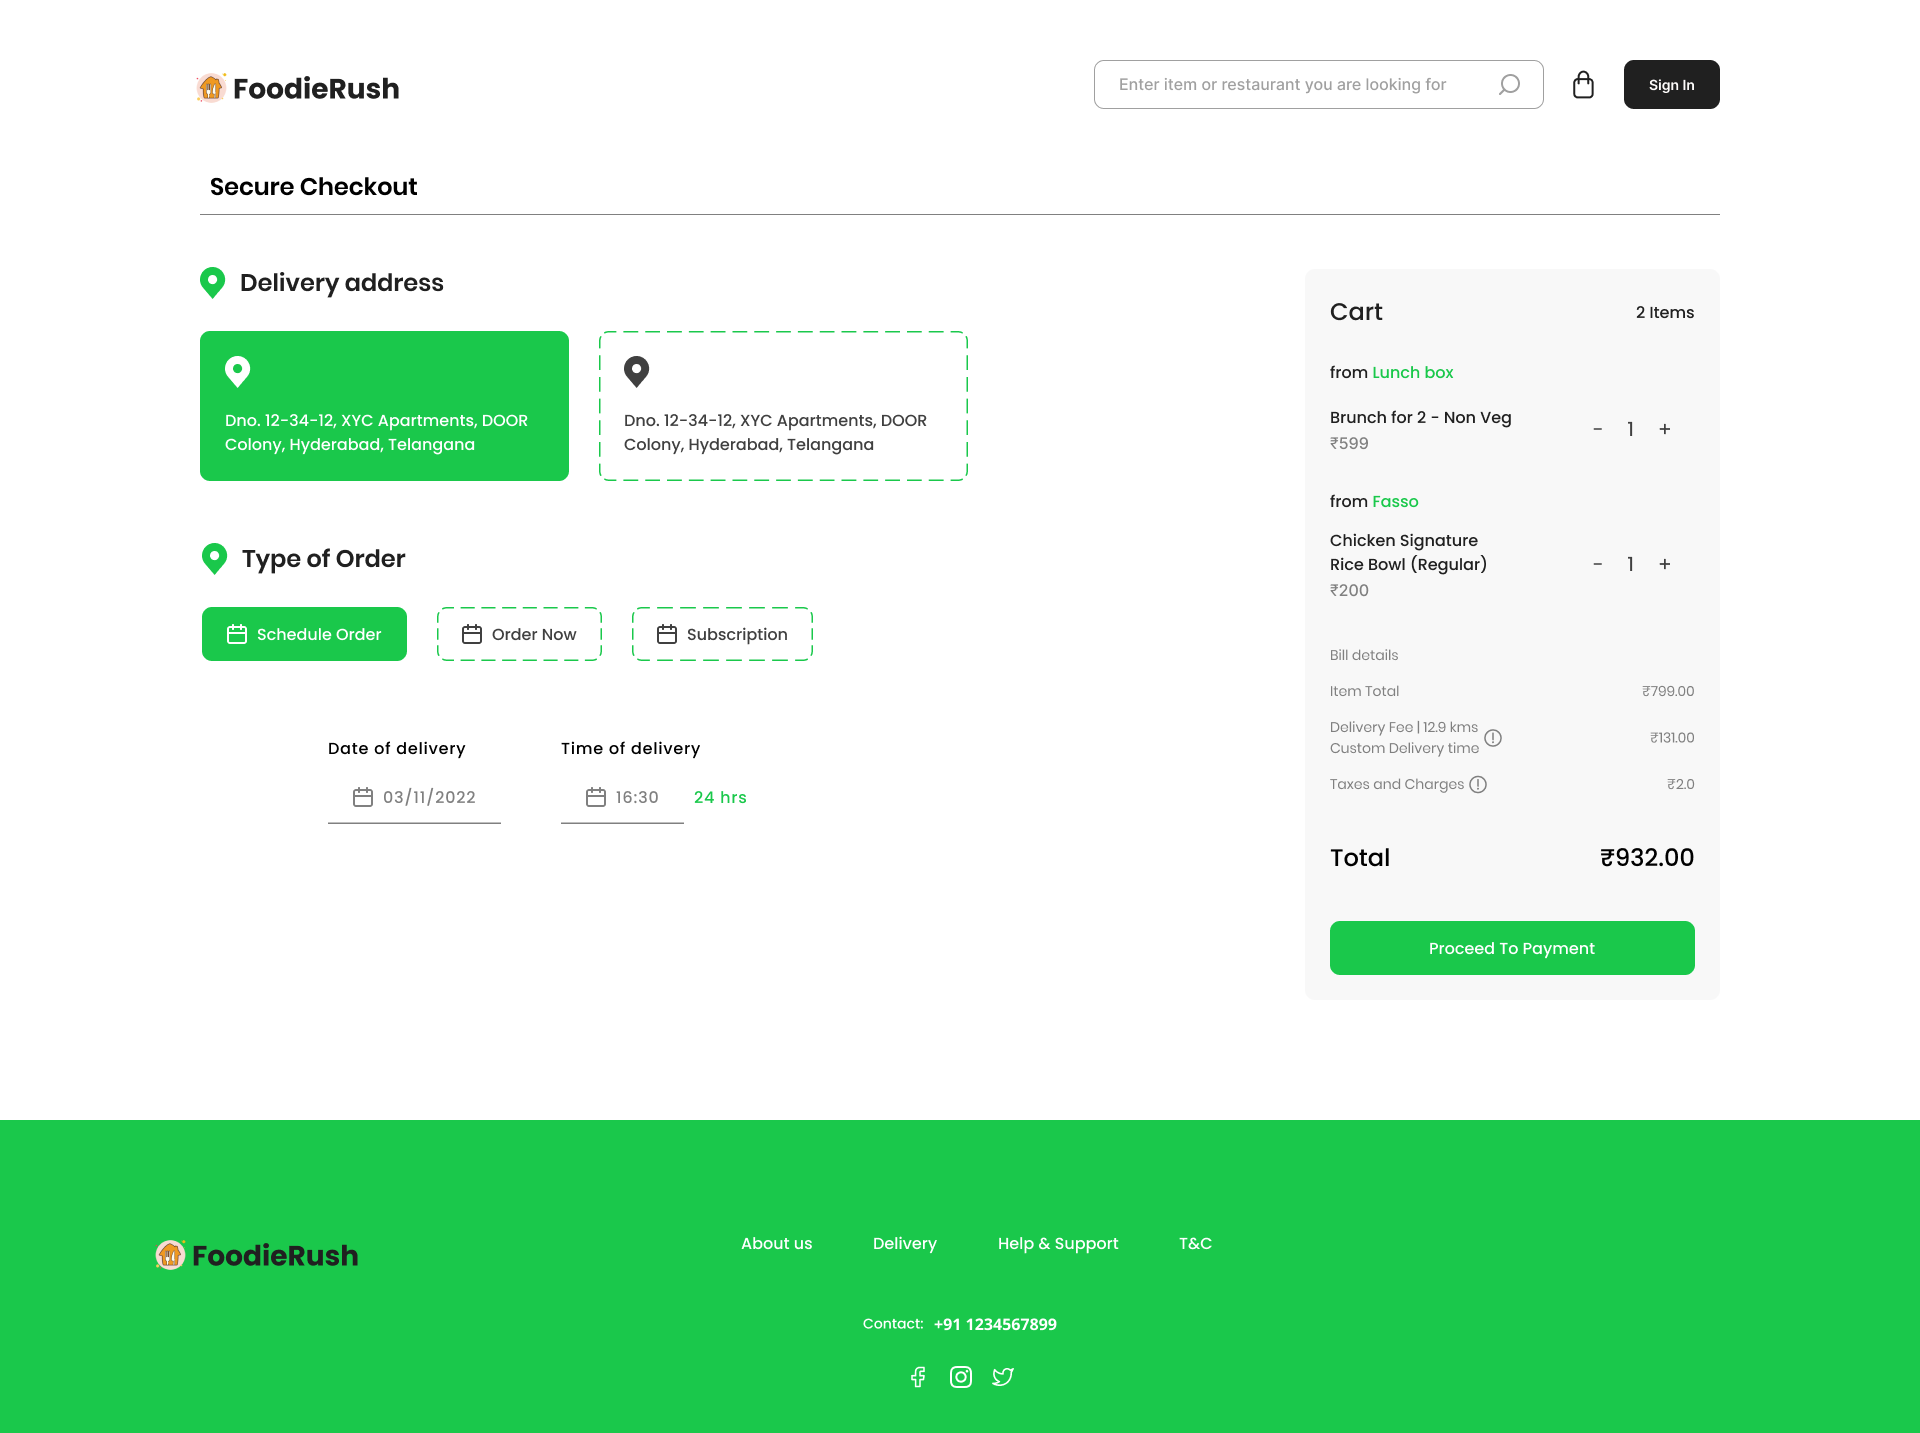 FoodieRush
Enter item or restaurant you are looking for
Sign In
Secure Checkout
Delivery address
Dno. 12-34-12, XYC Apartments, DOOR
Colony, Hyderabad, Telangana
Dno. 12-34-12, XYC Apartments, DOOR
Colony, Hyderabad, Telangana
Type of Order
Schedule Order
Order Now
Subscription
Date of delivery
Time of delivery
03/11/2022
16:30
24 hrs
Cart
2 Items
from Lunch box
Brunch for 2 - Non Veg
₹599
- 1 +
from Fasso
Chicken Signature
Rice Bowl (Regular)
₹200
- 1 +
Bill details
Item Total
₹799.00
Delivery Fee | 12.9 kms
Custom Delivery time
₹131.00
Taxes and Charges
₹2.0
Total
₹932.00
Proceed To Payment
FoodieRush
About us
Delivery
Help & Support
T&C
Contact: +91 1234567899